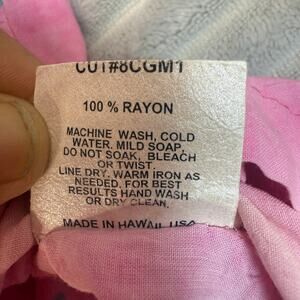 CUT#8CGM1
100 % RAYON
MACHINE WASH, COLD
WATER. MILD SOAP.
DO NOT SOAK, BLEACH
OR TWIST.
LINE DRY. WARM IRON AS
NEEDED. FOR BEST
RESULTS HAND WASH
OR DRY CLEAN.
MADE IN HAWAII, USA